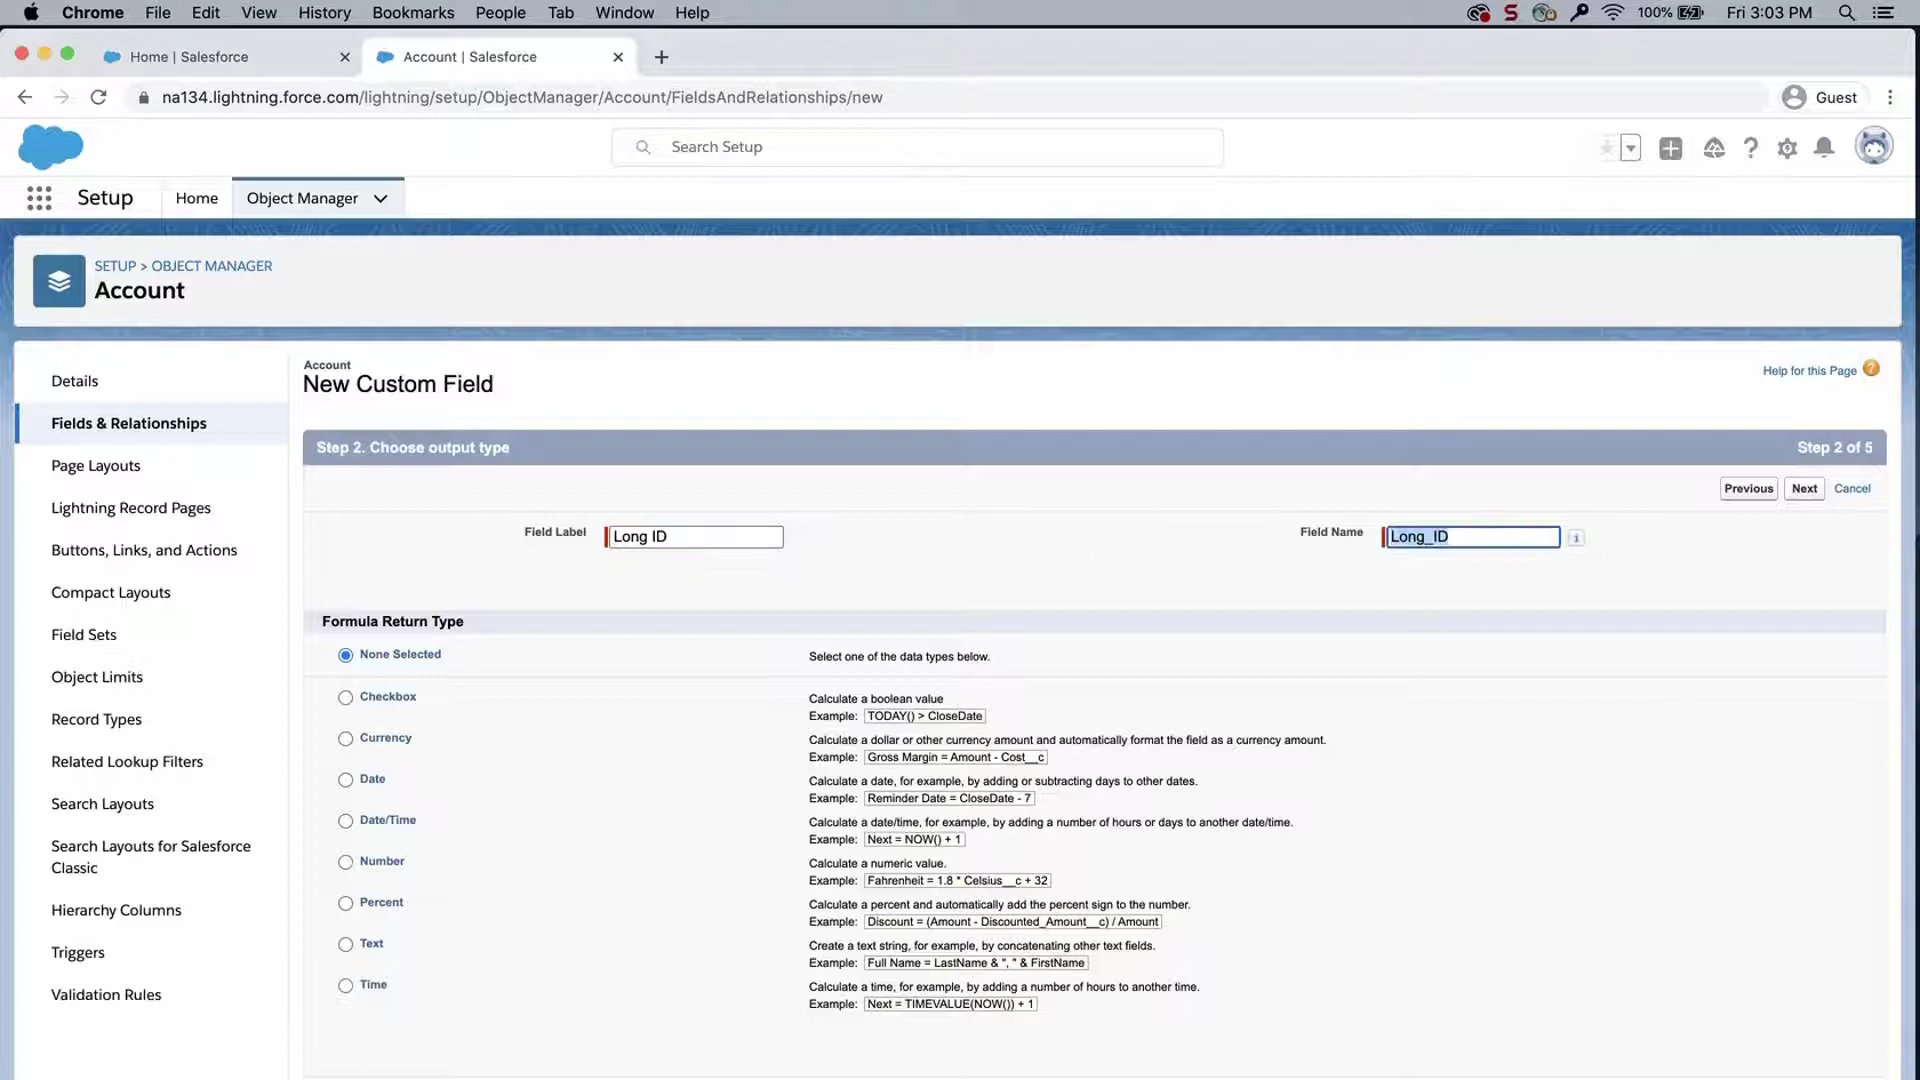 Chrome File Edit View History Bookmarks People Tab Window Help 100% Fri 3:03 PM
Home | Salesforce Account | Salesforce
na134.lightning.force.com/lightning/setup/ObjectManager/Account/FieldsAndRelationships/new Guest
Search Setup
Setup Home Object Manager
SETUP > OBJECT MANAGER
Account
Details
Fields & Relationships
Page Layouts
Lightning Record Pages
Buttons, Links, and Actions
Compact Layouts
Field Sets
Object Limits
Record Types
Related Lookup Filters
Search Layouts
Search Layouts for Salesforce
Classic
Hierarchy Columns
Triggers
Validation Rules
Account
New Custom Field
Help for this Page ?
Step 2. Choose output type Step 2 of 5
Previous Next Cancel
Field Label Long ID Field Name Long_ID i
Formula Return Type
None Selected Select one of the data types below.
Checkbox Calculate a boolean value
Example: TODAY() > CloseDate
Currency Calculate a dollar or other currency amount and automatically format the field as a currency amount.
Example: Gross Margin = Amount - Cost__c
Date Calculate a date, for example, by adding or subtracting days to other dates.
Example: Reminder Date = CloseDate - 7
Date/Time Calculate a date/time, for example, by adding a number of hours or days to another date/time.
Example: Next = NOW() + 1
Number Calculate a numeric value.
Example: Fahrenheit = 1.8 * Celsius__c + 32
Percent Calculate a percent and automatically add the percent sign to the number.
Example: Discount = (Amount - Discounted_Amount__c) / Amount
Text Create a text string, for example, by concatenating other text fields.
Example: Full Name = LastName & ", " & FirstName
Time Calculate a time, for example, by adding a number of hours to another time.
Example: Next = TIMEVALUE(NOW()) + 1